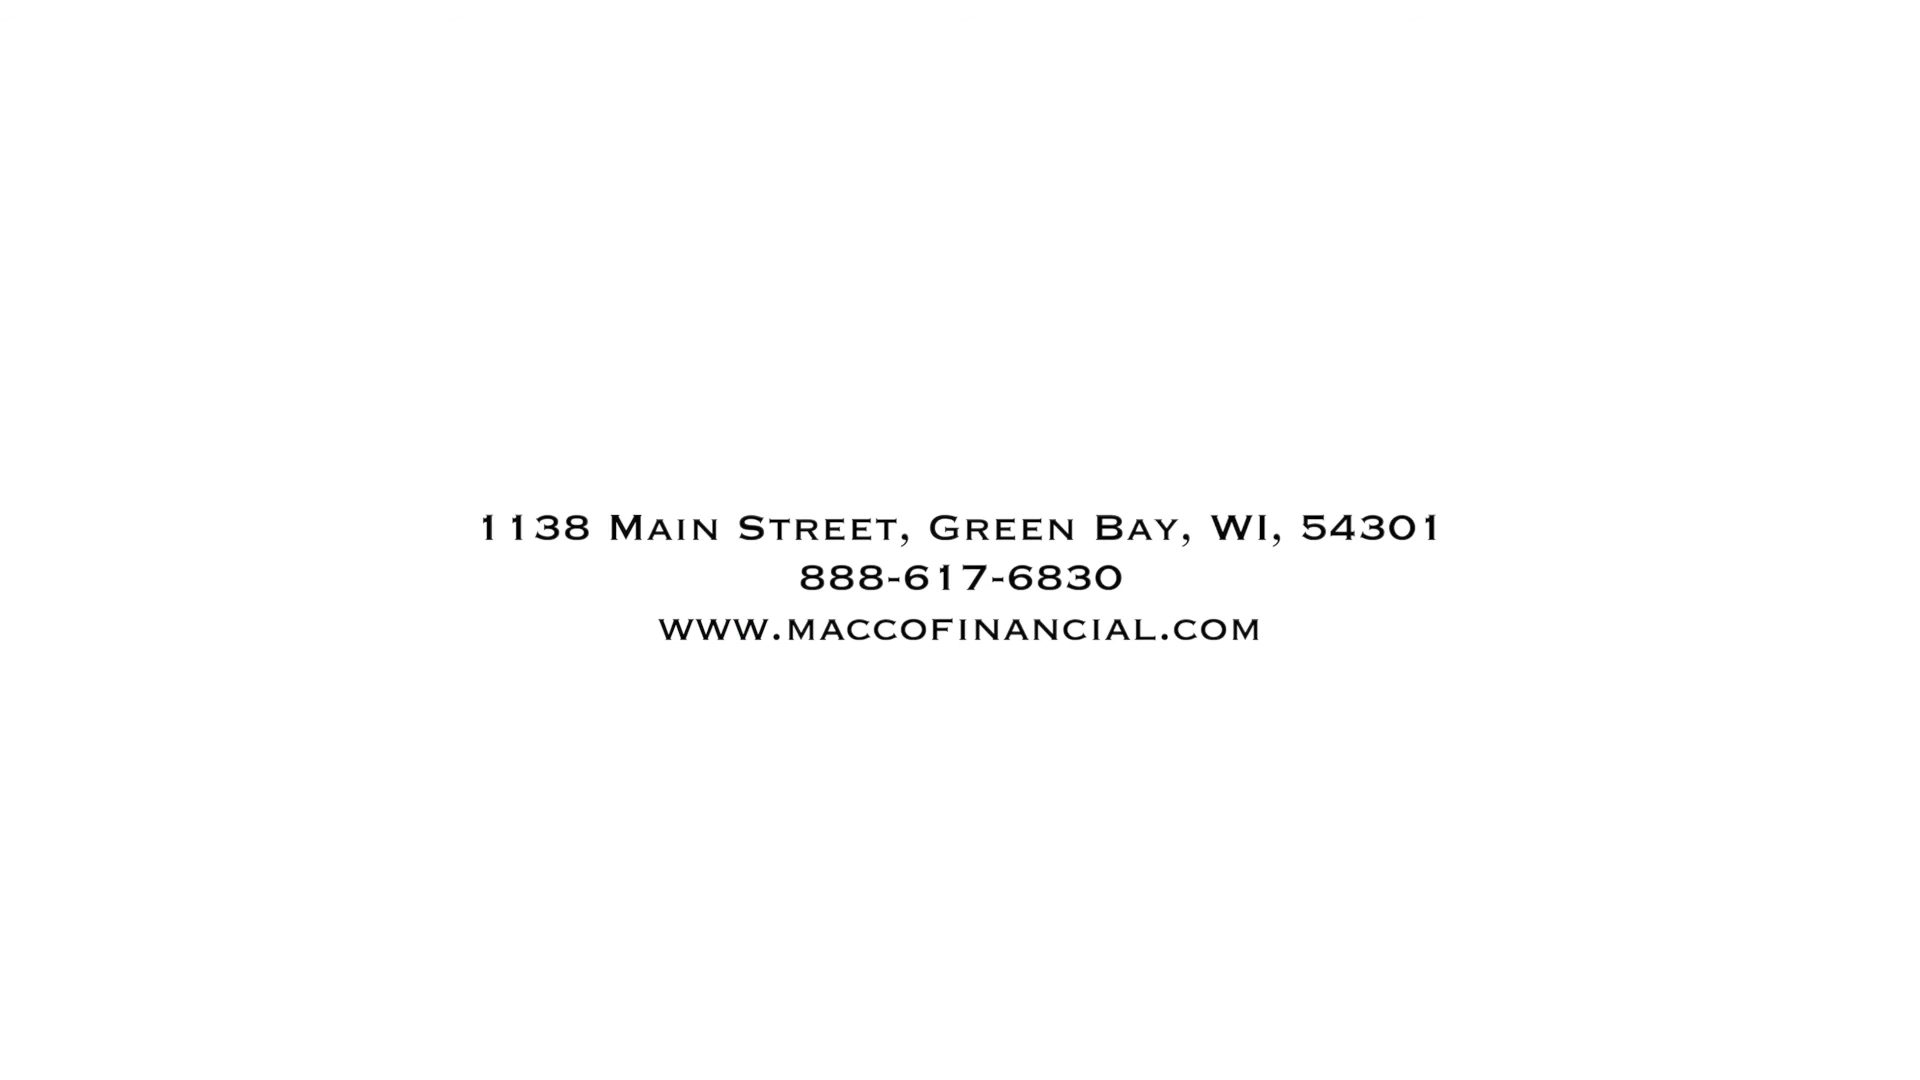 1138 Main Street, Green Bay, WI, 54301
888-617-6830
www.maccofinancial.com